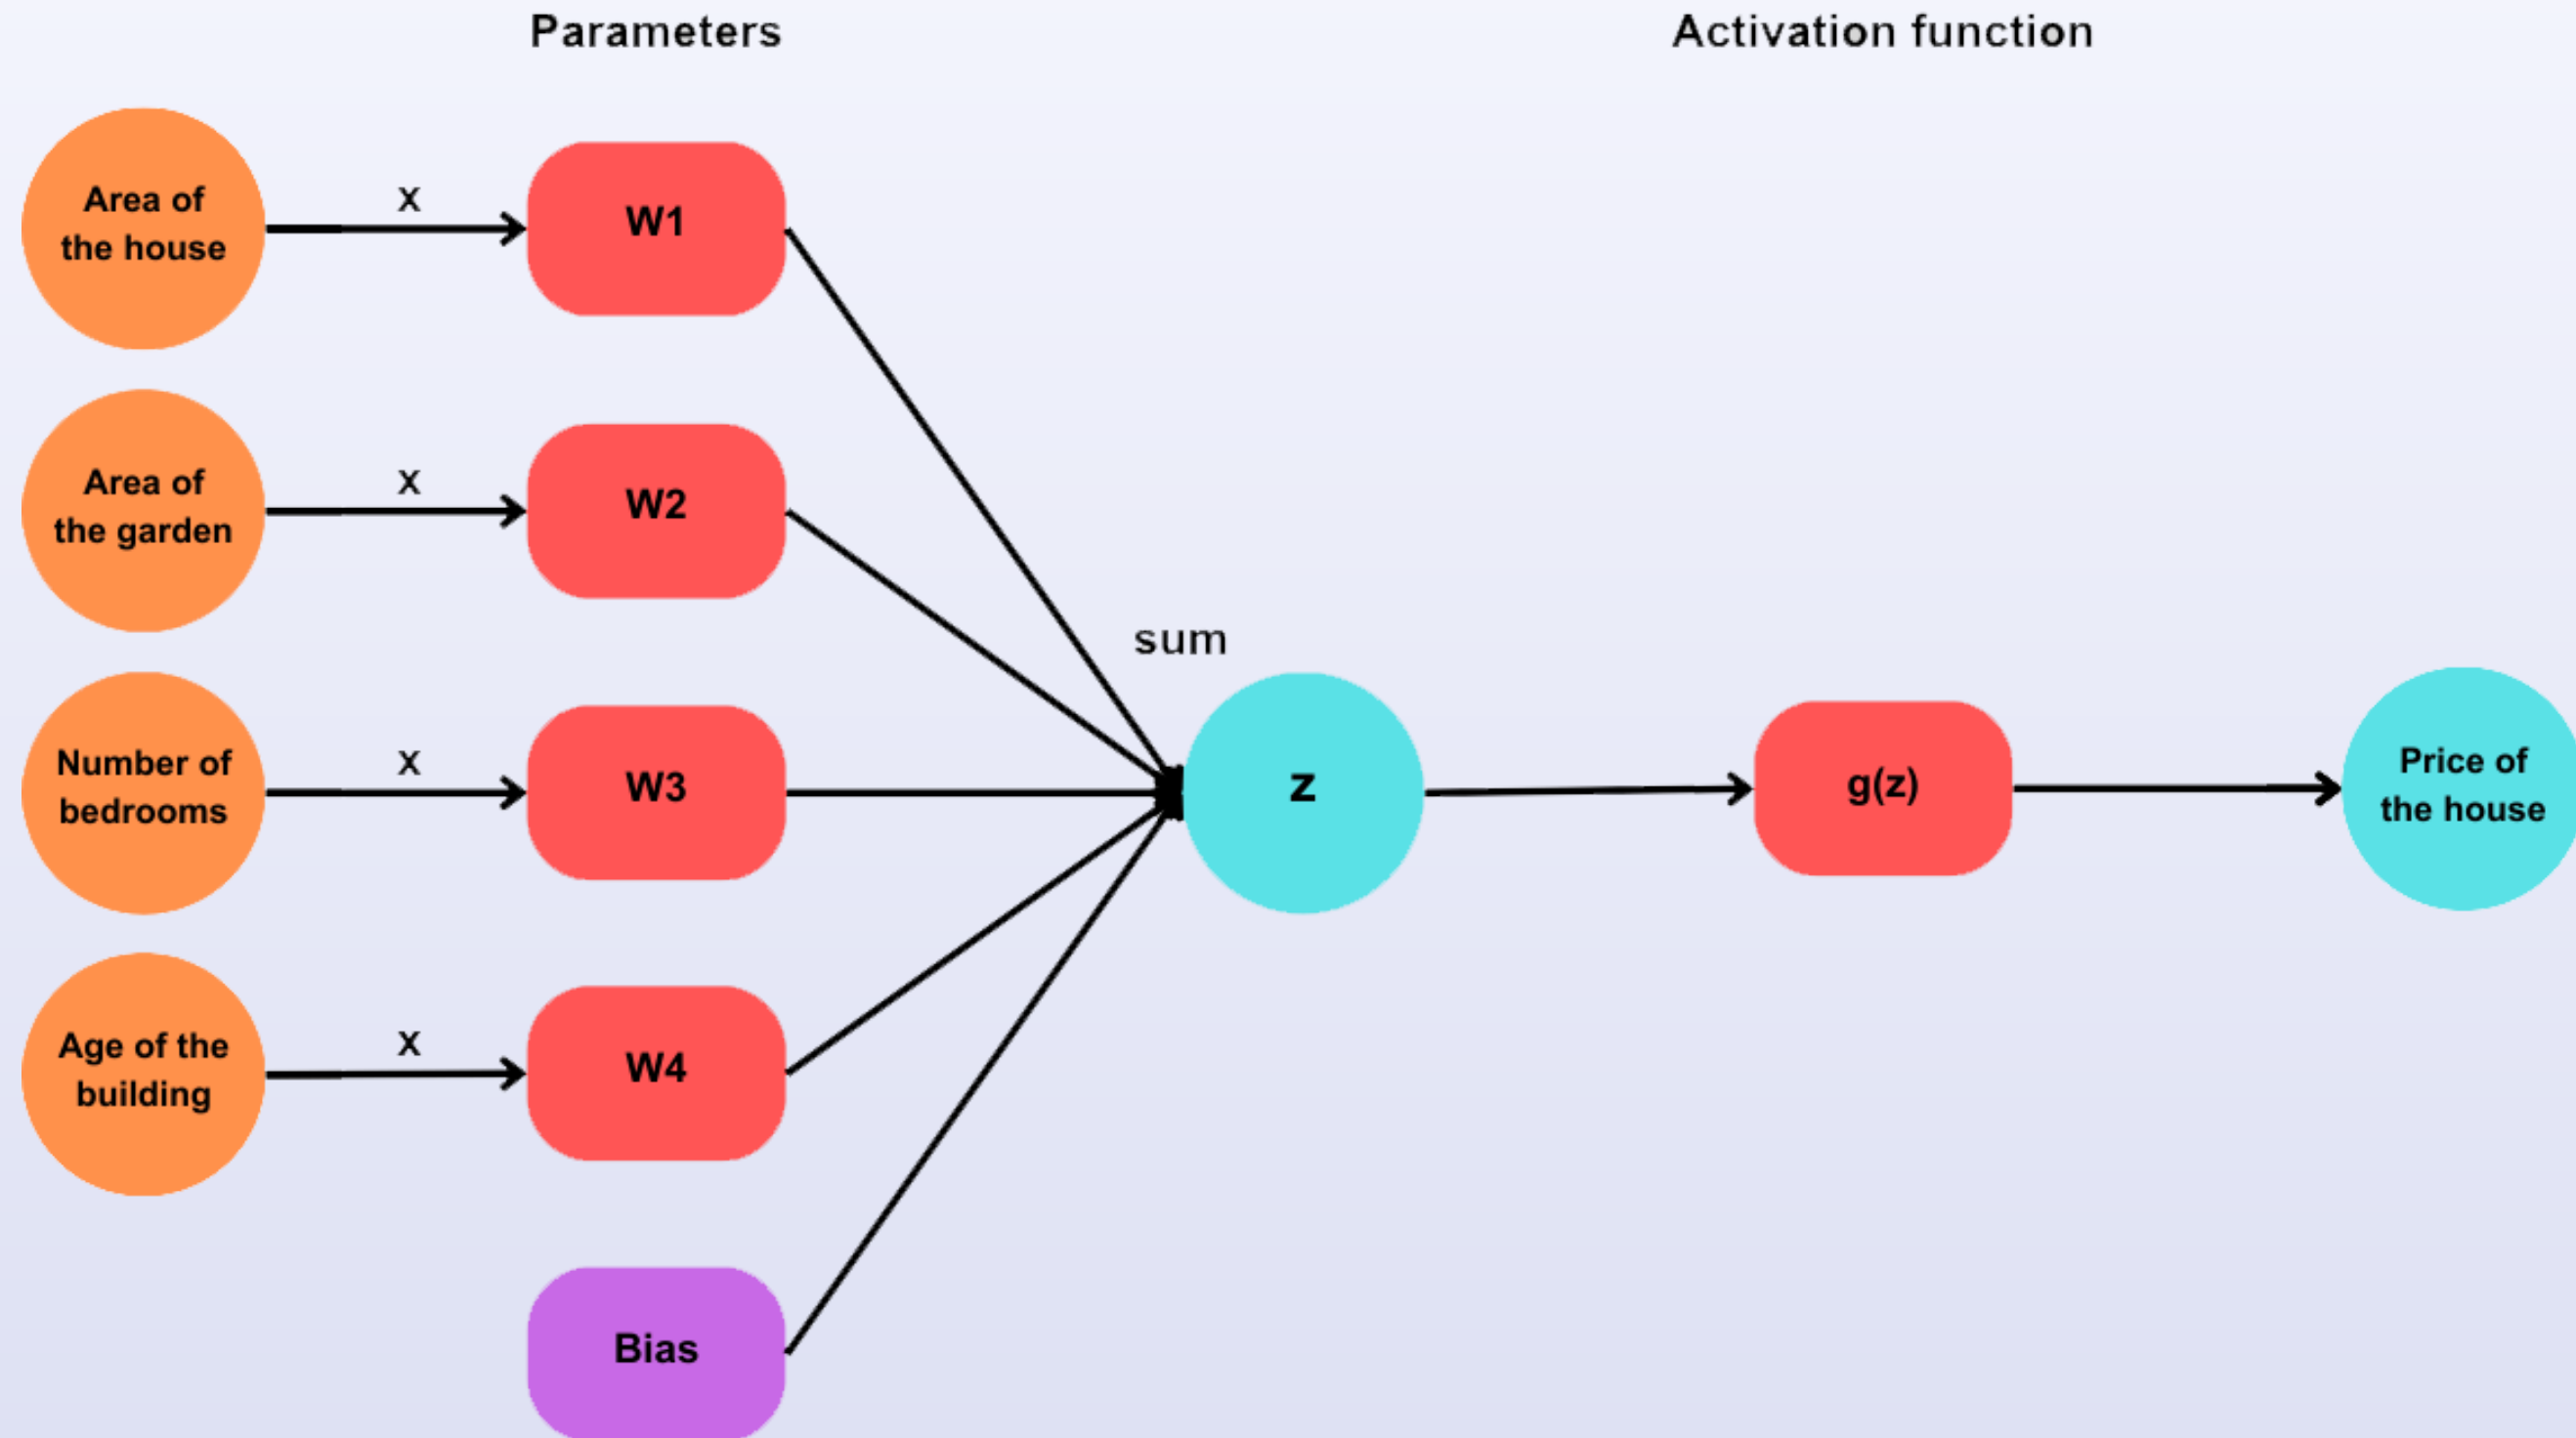 Parameters
Activation function
Area of
the house
x
W1
Area of
the garden
x
W2
sum
Number of
bedrooms
x
W3
z
g(z)
Price of
the house
Age of the
building
x
W4
Bias